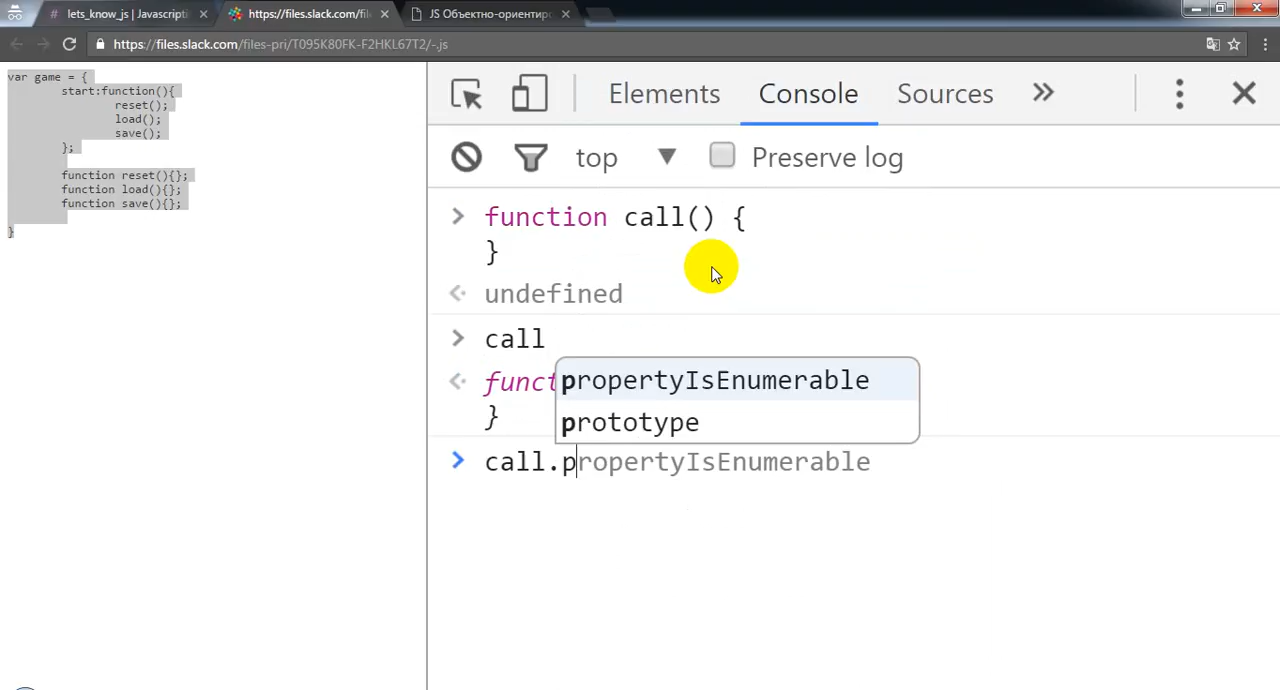 lets_know_js | Javascripti
https://files.slack.com/fil
JS Объектно-ориентиро
https://files.slack.com/files-pri/T095K80FK-F2HKL67T2/-.js
var game = {
start:function(){
reset();
load();
save();
};
function reset(){};
function load(){};
function save(){};
}
Elements Console Sources »
top Preserve log
> function call() {
}
undefined
> call
funct
}
propertyIsEnumerable
prototype
> call.propertyIsEnumerable